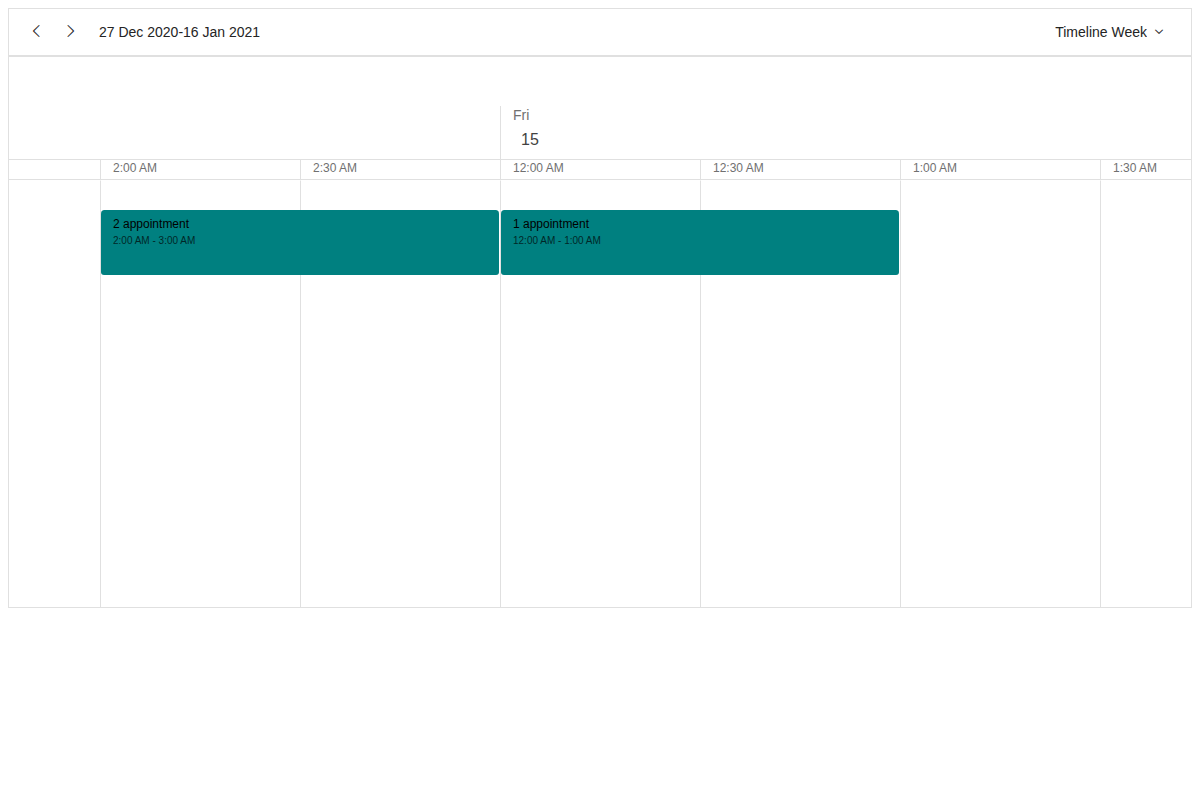 27 Dec 2020-16 Jan 2021 Timeline Week
Fri
15
2:00 AM 2:30 AM 12:00 AM 12:30 AM 1:00 AM 1:30 AM
2 appointment 1 appointment
2:00 AM - 3:00 AM 12:00 AM - 1:00 AM